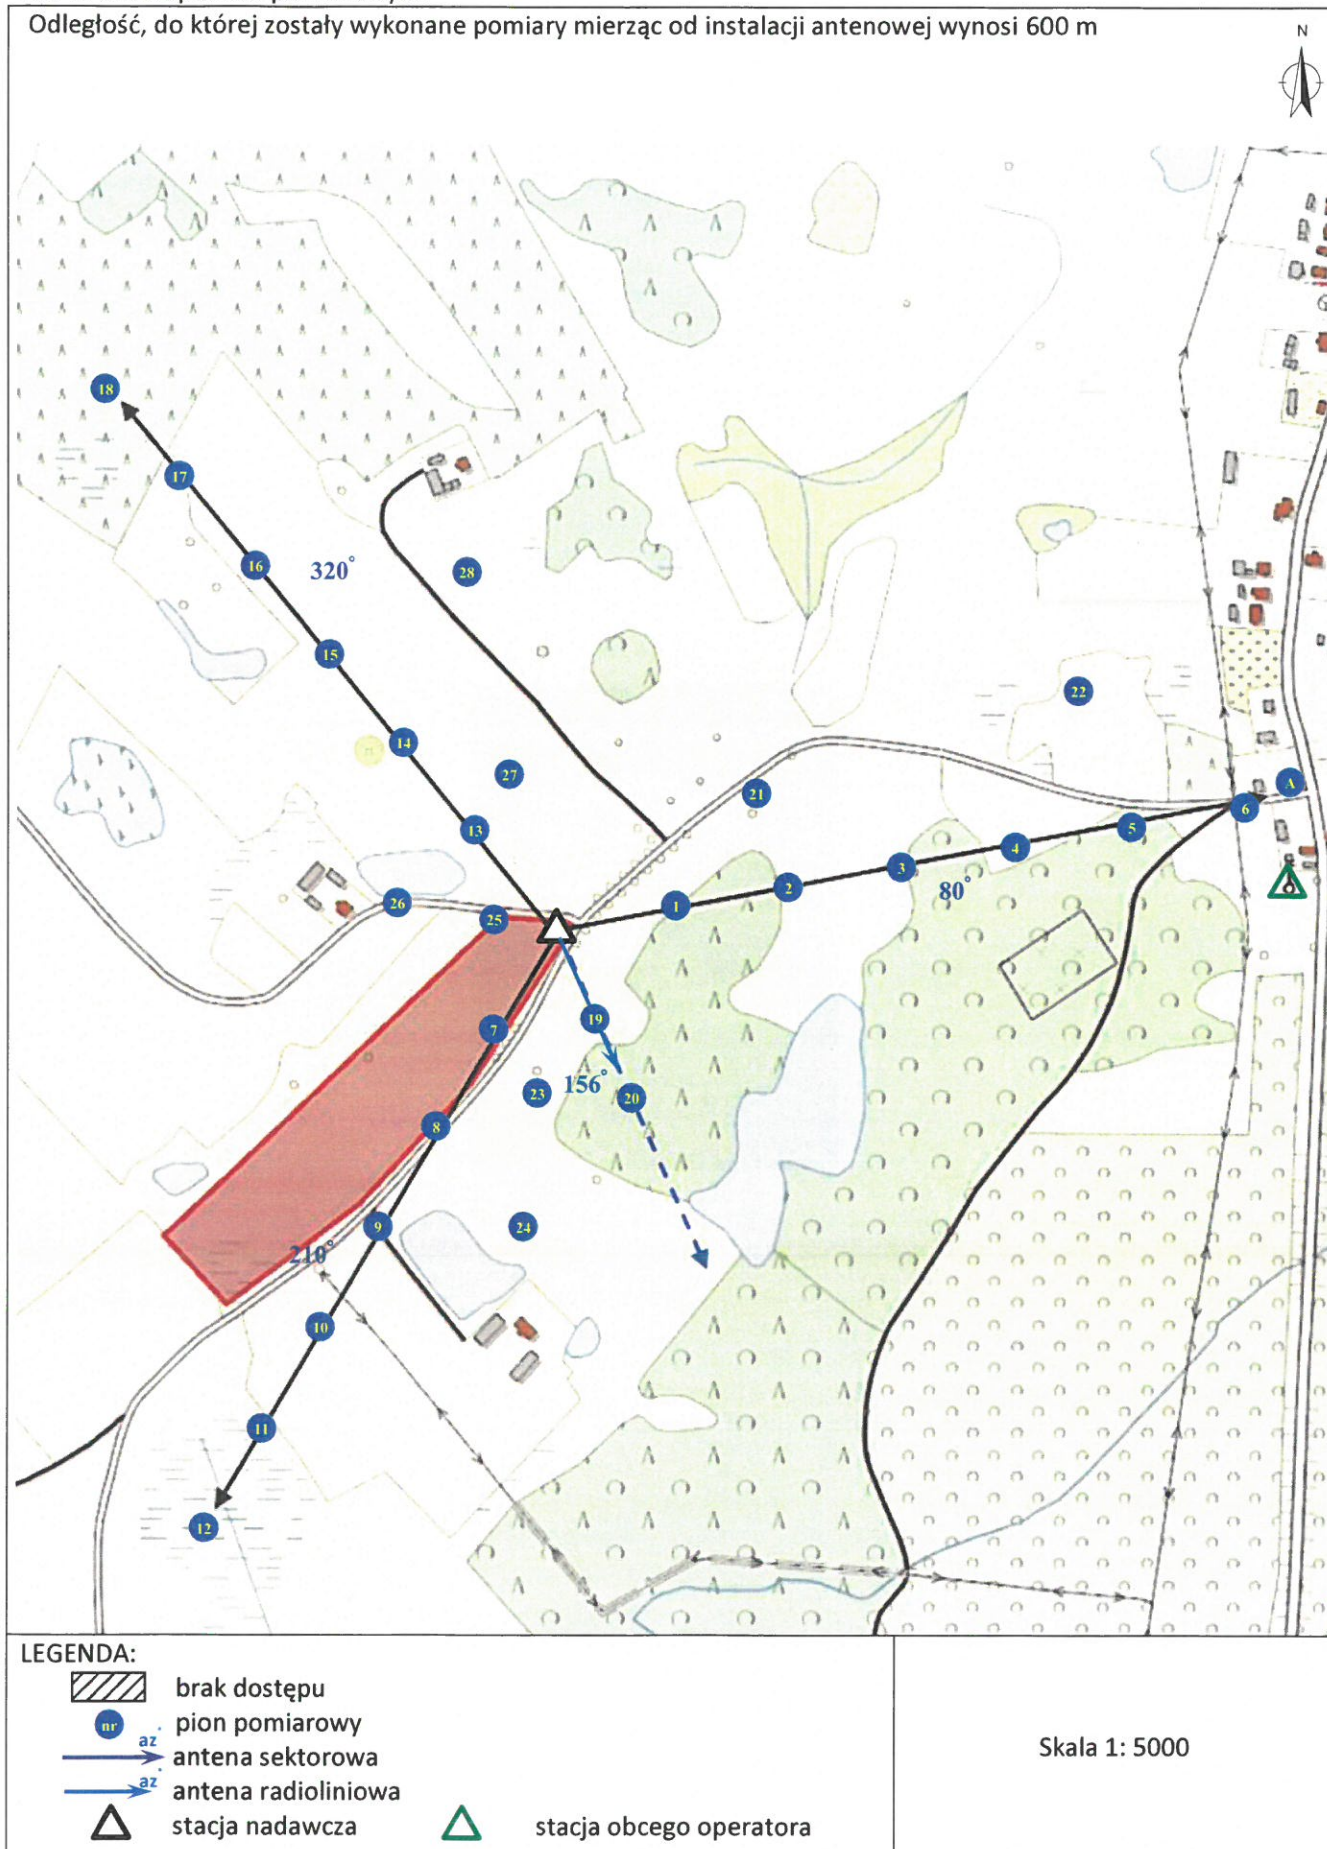 Odległość, do której zostały wykonane pomiary mierząc od instalacji antenowej wynosi 600 m
N
18
17
16
320°
28
15
22
14
27
21
A
13
6
5
4
3
2
80°
26
1
25
19
7
156°
23
20
8
9
24
210°
10
11
12
LEGENDA:
brak dostępu
nr pion pomiarowy
az° antena sektorowa
az° antena radioliniowa
stacja nadawcza
stacja obcego operatora
Skala 1: 5000